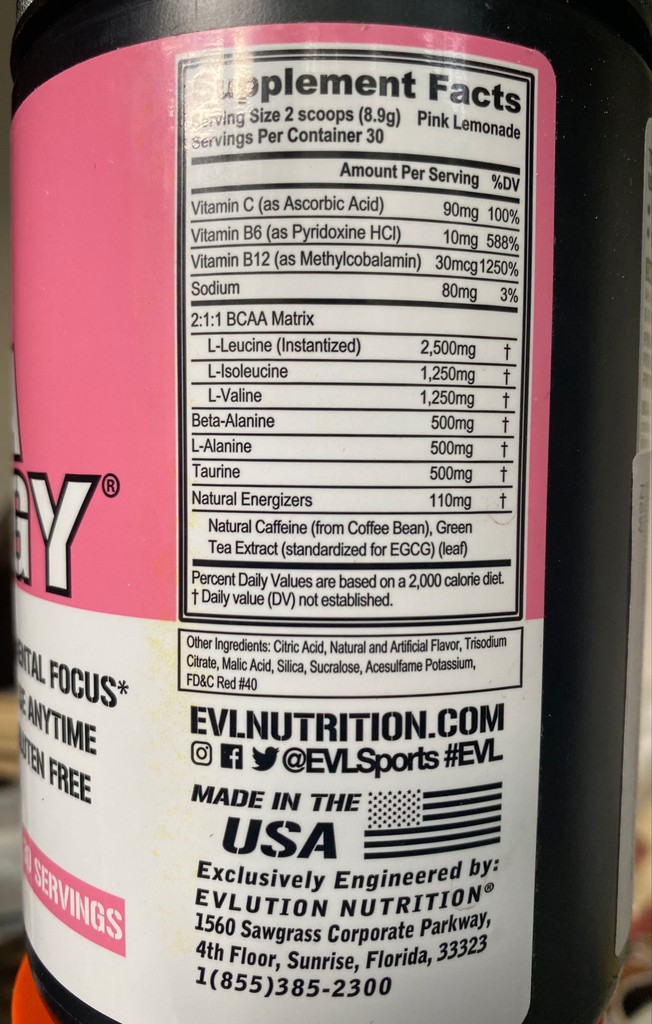 Supplement Facts
Serving Size 2 scoops (8.9g) Pink Lemonade
Servings Per Container 30
Amount Per Serving %DV
Vitamin C (as Ascorbic Acid) 90mg 100%
Vitamin B6 (as Pyridoxine HCl) 10mg 588%
Vitamin B12 (as Methylcobalamin) 30mcg 1250%
Sodium 80mg 3%
2:1:1 BCAA Matrix
L-Leucine (Instantized) 2,500mg †
L-Isoleucine 1,250mg †
L-Valine 1,250mg †
Beta-Alanine 500mg †
L-Alanine 500mg †
Taurine 500mg †
Natural Energizers 110mg †
Natural Caffeine (from Coffee Bean), Green
Tea Extract (standardized for EGCG) (leaf)
Percent Daily Values are based on a 2,000 calorie diet.
† Daily value (DV) not established.
Other Ingredients: Citric Acid, Natural and Artificial Flavor, Trisodium
Citrate, Malic Acid, Silica, Sucralose, Acesulfame Potassium,
FD&C Red #40
EVLNUTRITION.COM
@EVLSports #EVL
MADE IN THE
USA
Exclusively Engineered by:
EVLUTION NUTRITION®
1560 Sawgrass Corporate Parkway,
4th Floor, Sunrise, Florida, 33323
1(855)385-2300
GY®
FOCUS*
ANYTIME
FREE
SERVINGS